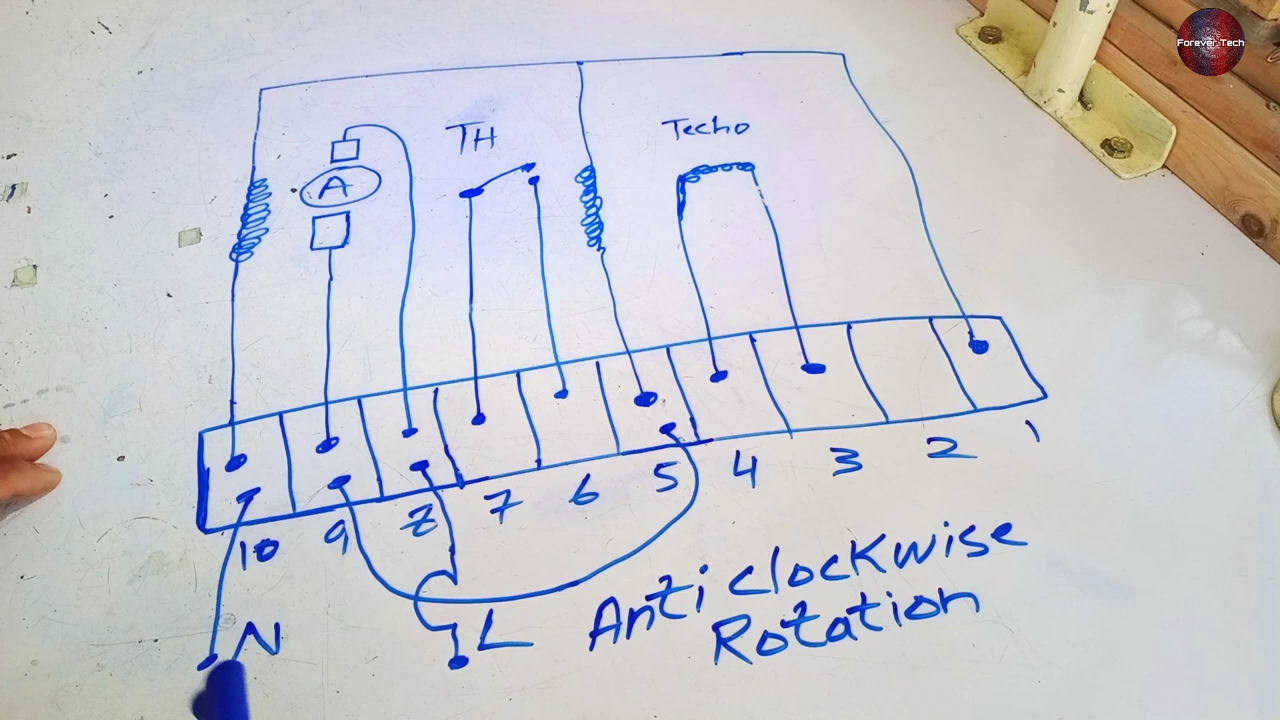 Forever Tech
TH
Techo
A
10 9 8 7 6 5 4 3 2 1
N
L
Anti clockwise
Rotation